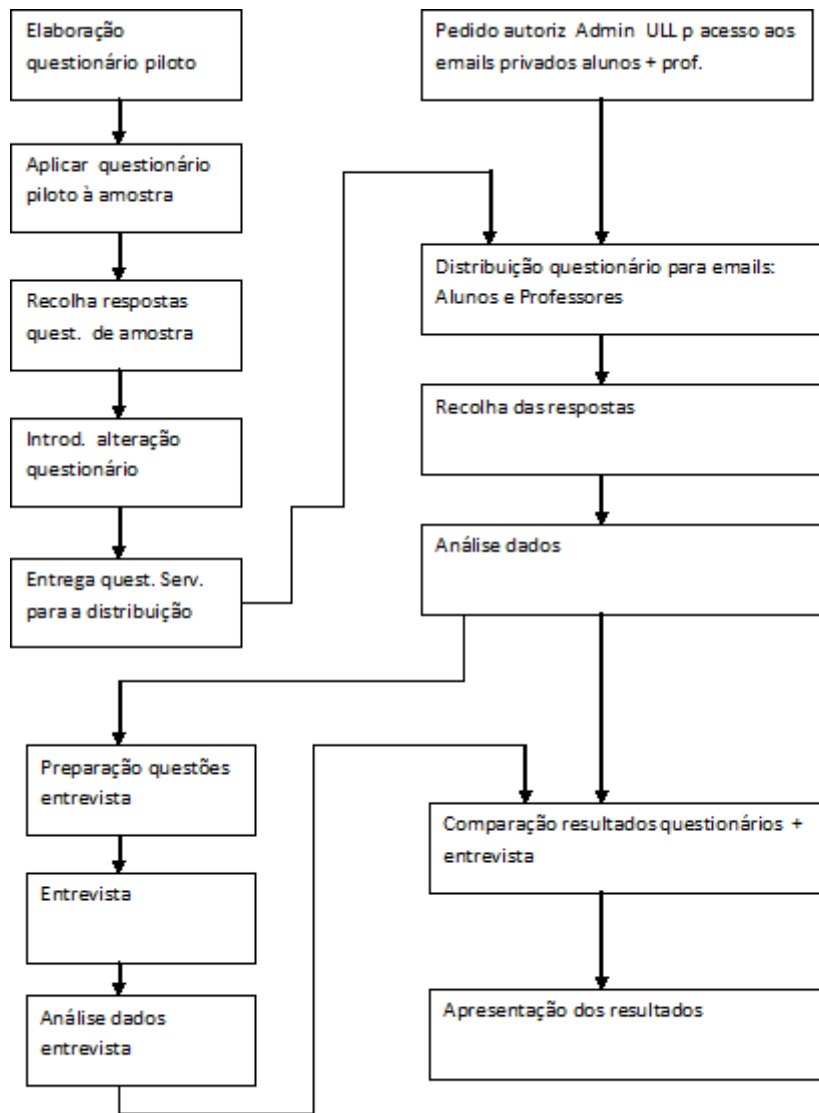 Elaboração
questionário piloto
Aplicar questionário
piloto à amostra
Recolha respostas
quest. de amostra
Introd. alteração
questionário
Entrega quest. Serv.
para a distribuição
Pedido autoriz Admin ULL p acesso aos
emails privados alunos + prof.
Distribuição questionário para emails:
Alunos e Professores
Recolha das respostas
Análise dados
Preparação questões
entrevista
Entrevista
Análise dados
entrevista
Comparação resultados questionários +
entrevista
Apresentação dos resultados